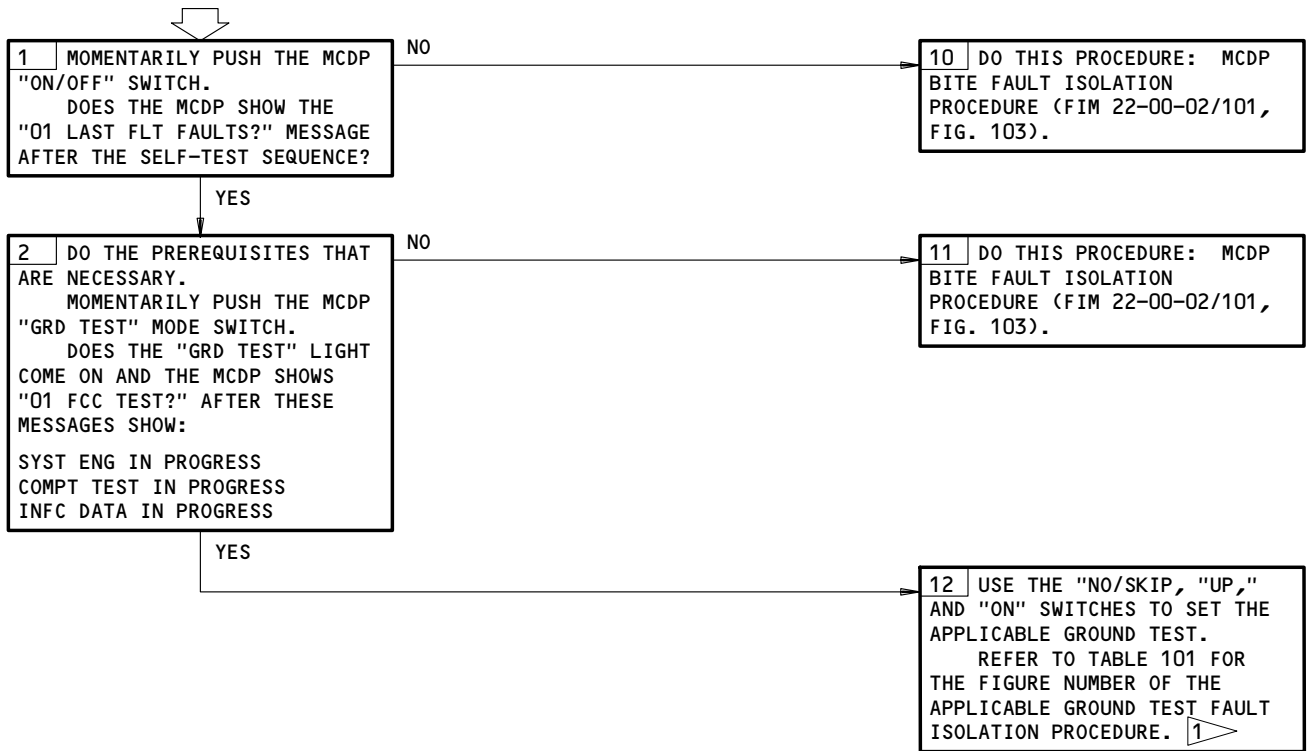 1 MOMENTARILY PUSH THE MCDP
"ON/OFF" SWITCH.
DOES THE MCDP SHOW THE
"01 LAST FLT FAULTS?" MESSAGE
AFTER THE SELF-TEST SEQUENCE?
NO
10 DO THIS PROCEDURE: MCDP
BITE FAULT ISOLATION
PROCEDURE (FIM 22-00-02/101,
FIG. 103).
YES
2 DO THE PREREQUISITES THAT
ARE NECESSARY.
MOMENTARILY PUSH THE MCDP
"GRD TEST" MODE SWITCH.
DOES THE "GRD TEST" LIGHT
COME ON AND THE MCDP SHOWS
"01 FCC TEST?" AFTER THESE
MESSAGES SHOW:
SYST ENG IN PROGRESS
COMPT TEST IN PROGRESS
INFC DATA IN PROGRESS
NO
11 DO THIS PROCEDURE: MCDP
BITE FAULT ISOLATION
PROCEDURE (FIM 22-00-02/101,
FIG. 103).
YES
12 USE THE "NO/SKIP, "UP,"
AND "ON" SWITCHES TO SET THE
APPLICABLE GROUND TEST.
REFER TO TABLE 101 FOR
THE FIGURE NUMBER OF THE
APPLICABLE GROUND TEST FAULT
ISOLATION PROCEDURE. 1